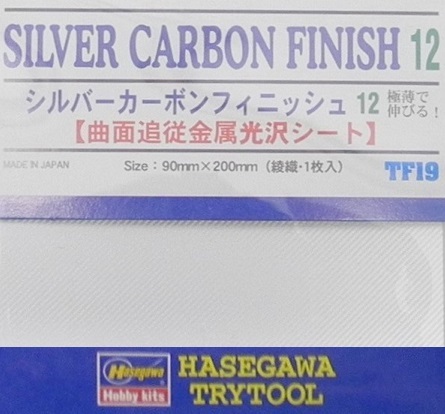 SILVER CARBON FINISH 12
シルバーカーボンフィニッシュ 12 極薄で伸びる!
【曲面追従金属光沢シート】
MADE IN JAPAN Size：90mm×200mm（綾織・1枚入） TF19
Hasegawa
Hobby kits
HASEGAWA
TRYTOOL